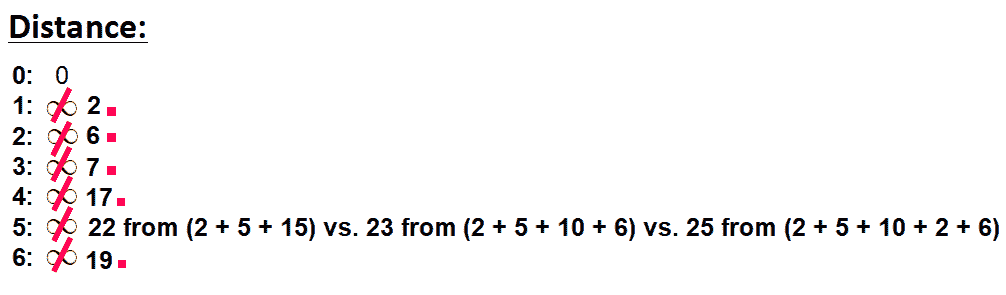 Distance:
0: 0
1: ∞ 2
2: ∞ 6
3: ∞ 7
4: ∞ 17
5: ∞ 22 from (2 + 5 + 15) vs. 23 from (2 + 5 + 10 + 6) vs. 25 from (2 + 5 + 10 + 2 + 6)
6: ∞ 19